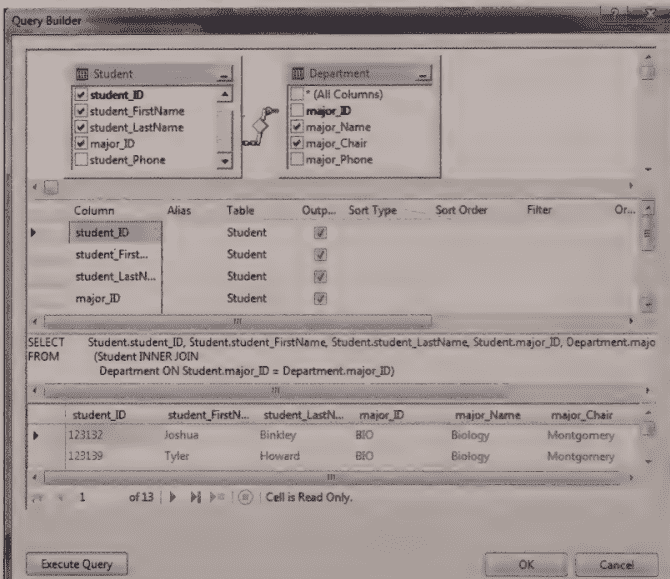 Query Builder
Student
Department
student_ID
student_FirstName
student_LastName
major_ID
student_Phone
* (All Columns)
major_ID
major_Name
major_Chair
major_Phone
Column Alias Table Outp... Sort Type Sort Order Filter Or...
student_ID Student
student_First... Student
student_LastN... Student
major_ID Student
SELECT Student.student_ID, Student.student_FirstName, Student.student_LastName, Student.major_ID, Department.majo
FROM (Student INNER JOIN
Department ON Student.major_ID = Department.major_ID)
student_ID student_FirstN... student_LastN... major_ID major_Name major_Chair
123132 Joshua Binkley BIO Biology Montgomery
123139 Tyler Howard BIO Biology Montgomery
1 of 13 Cell is Read Only.
Execute Query OK Cancel